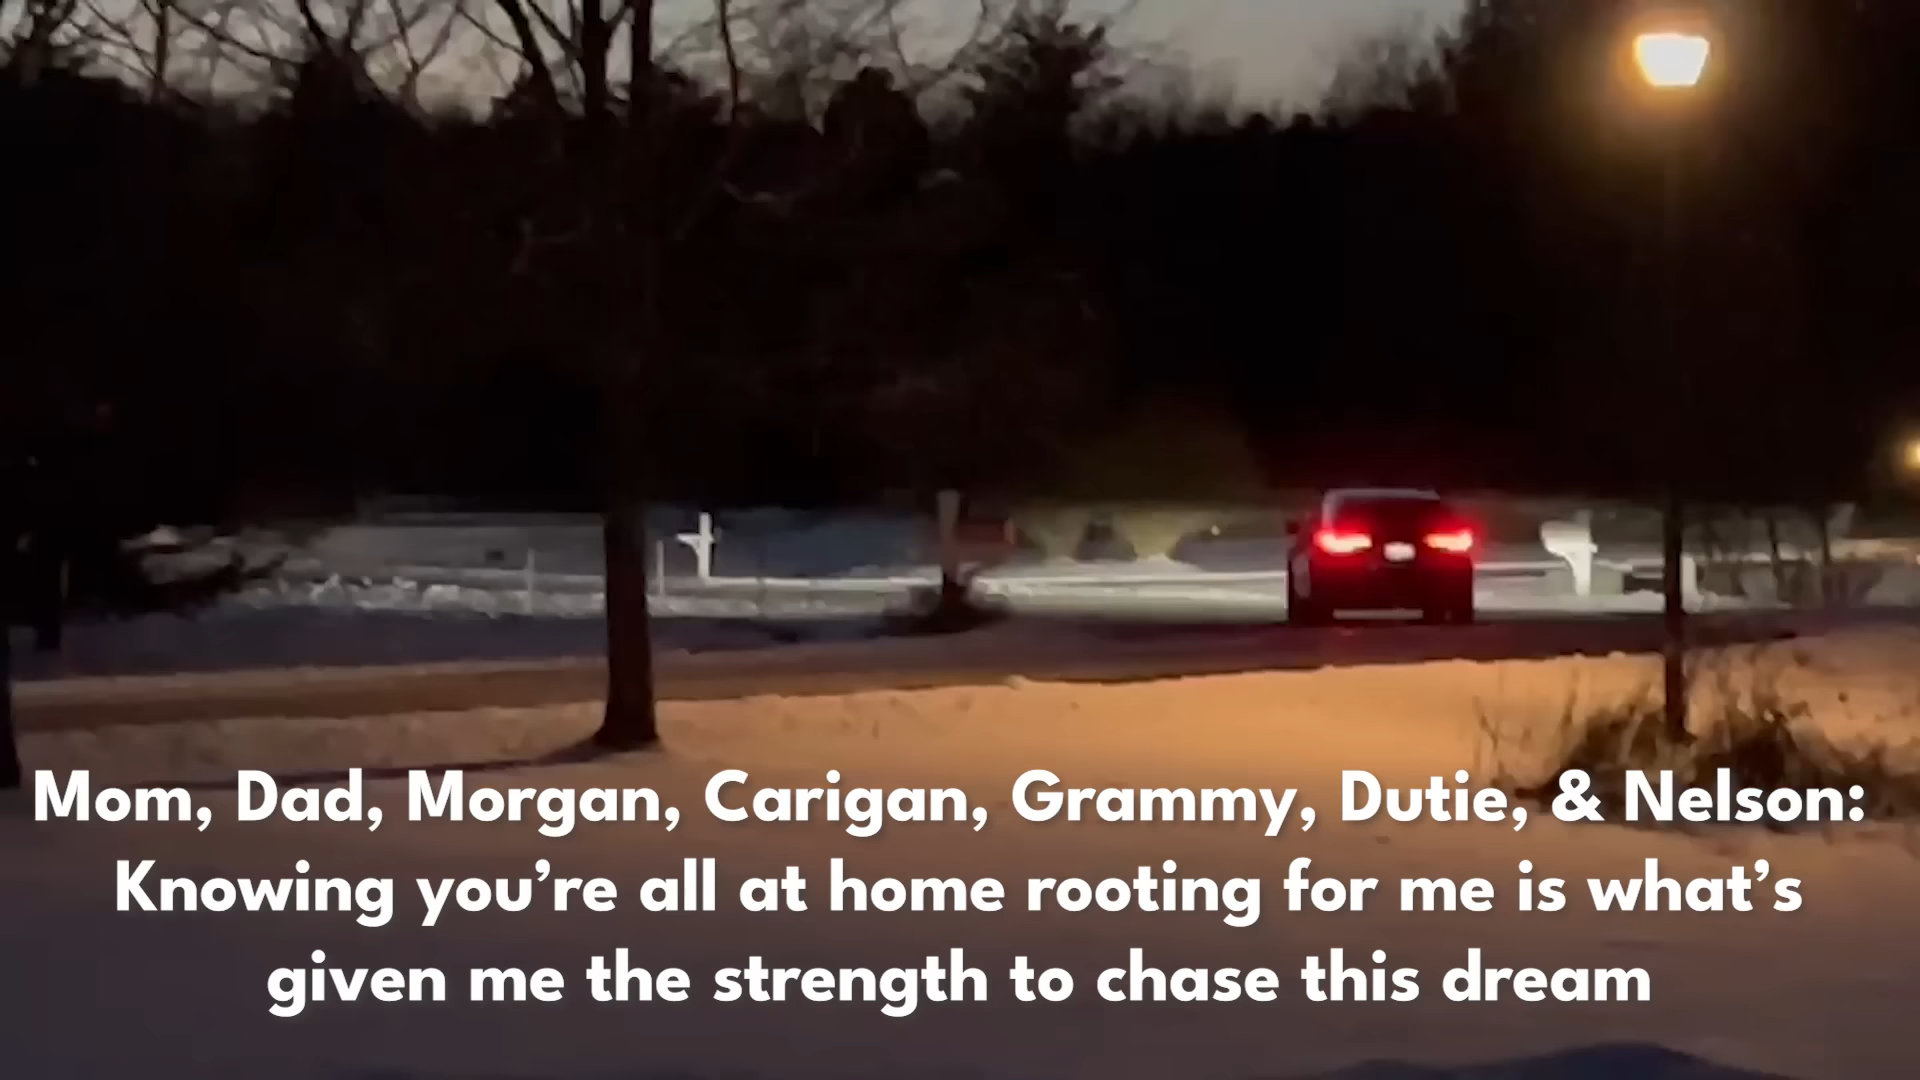 Mom, Dad, Morgan, Carigan, Grammy, Dutie, & Nelson:
Knowing you’re all at home rooting for me is what’s
given me the strength to chase this dream